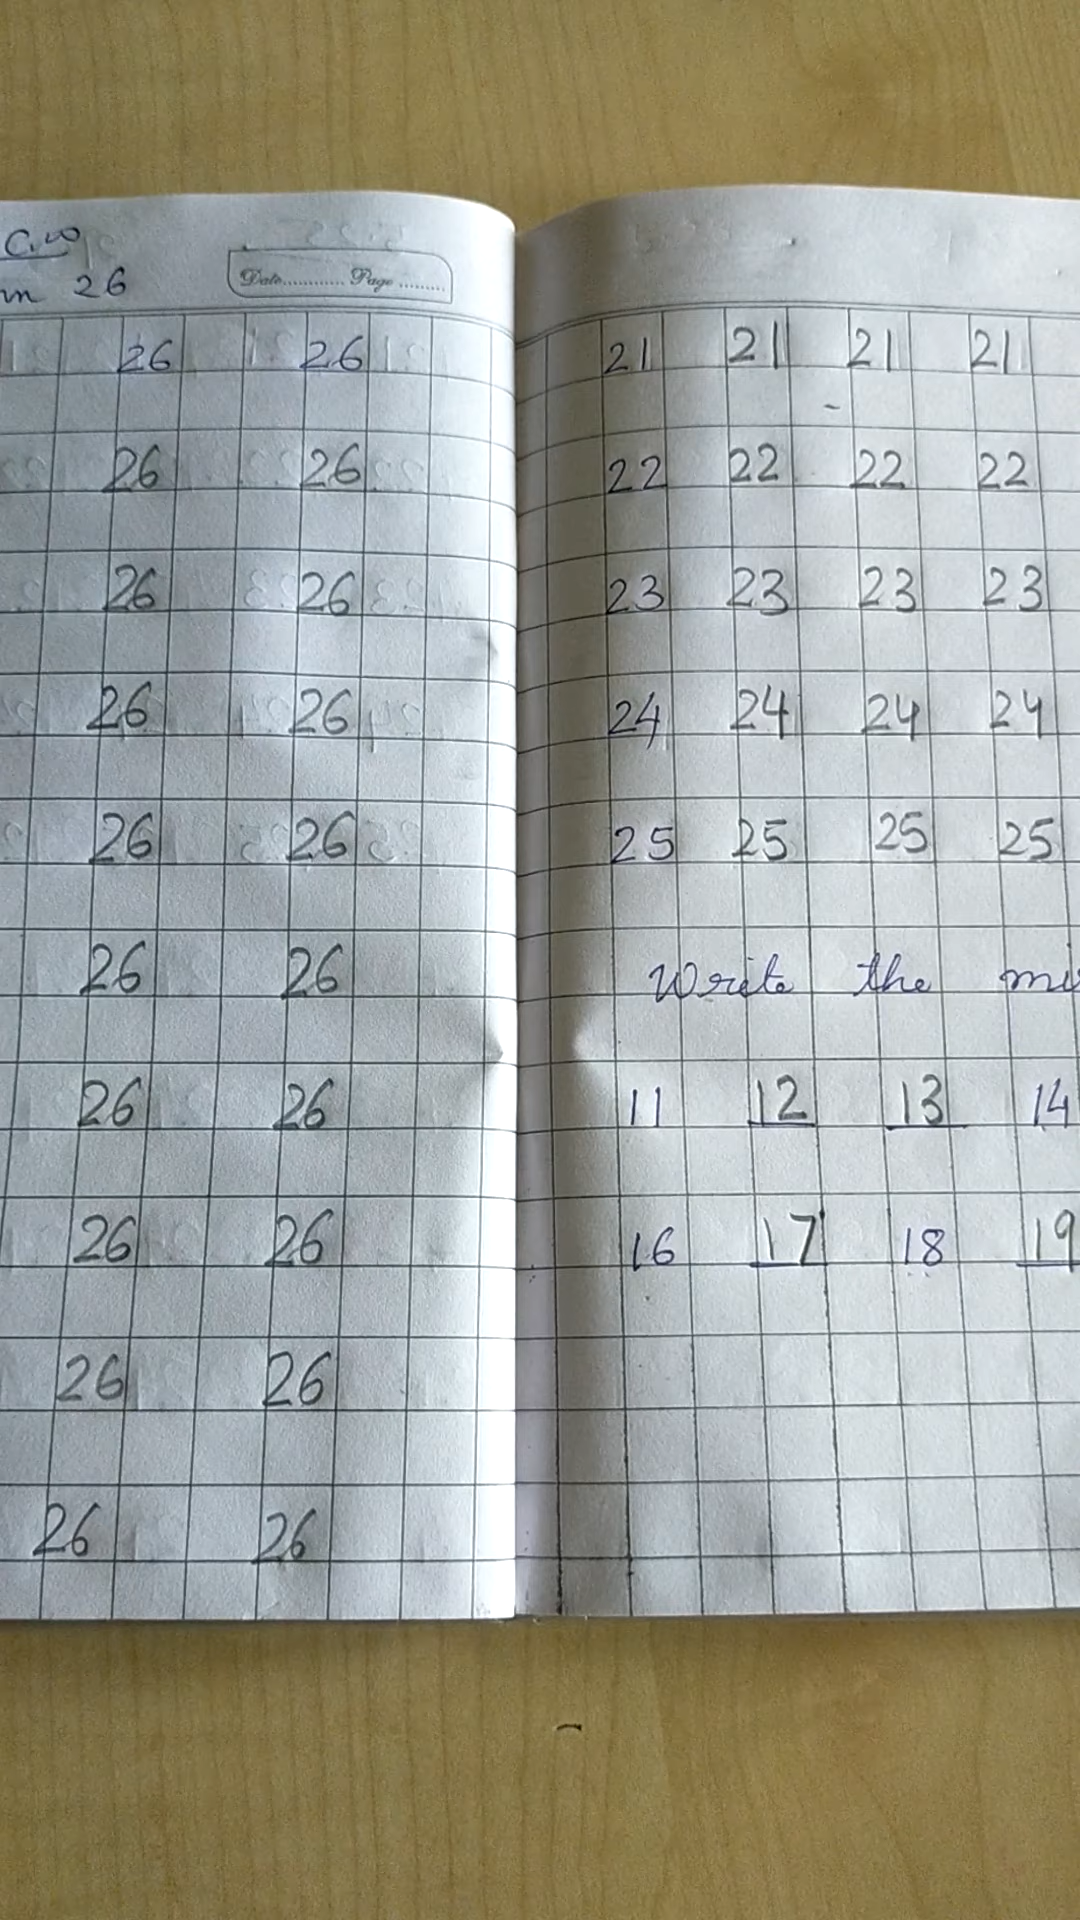 C.W
26
Date............ Page .........
26 26
26 26
26 26
26 26
26 26
26 26
26 26
26 26
26 26
26 26
21 21 21 21
22 22 22 22
23 23 23 23
24 24 24 24
25 25 25 25
Write the
11 12 13 14
16 17 18 19